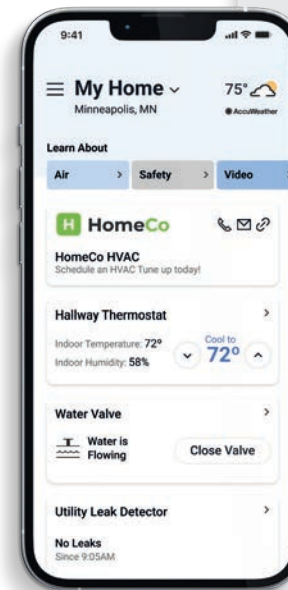 9:41
My Home
75°
Minneapolis, MN
AccuWeather
Learn About
Air
Safety
Video
H HomeCo
HomeCo HVAC
Schedule an HVAC Tune up today!
Hallway Thermostat
Indoor Temperature: 72°
Indoor Humidity: 58%
Cool to
72°
Water Valve
Water is
Flowing
Close Valve
Utility Leak Detector
No Leaks
Since 9:05AM